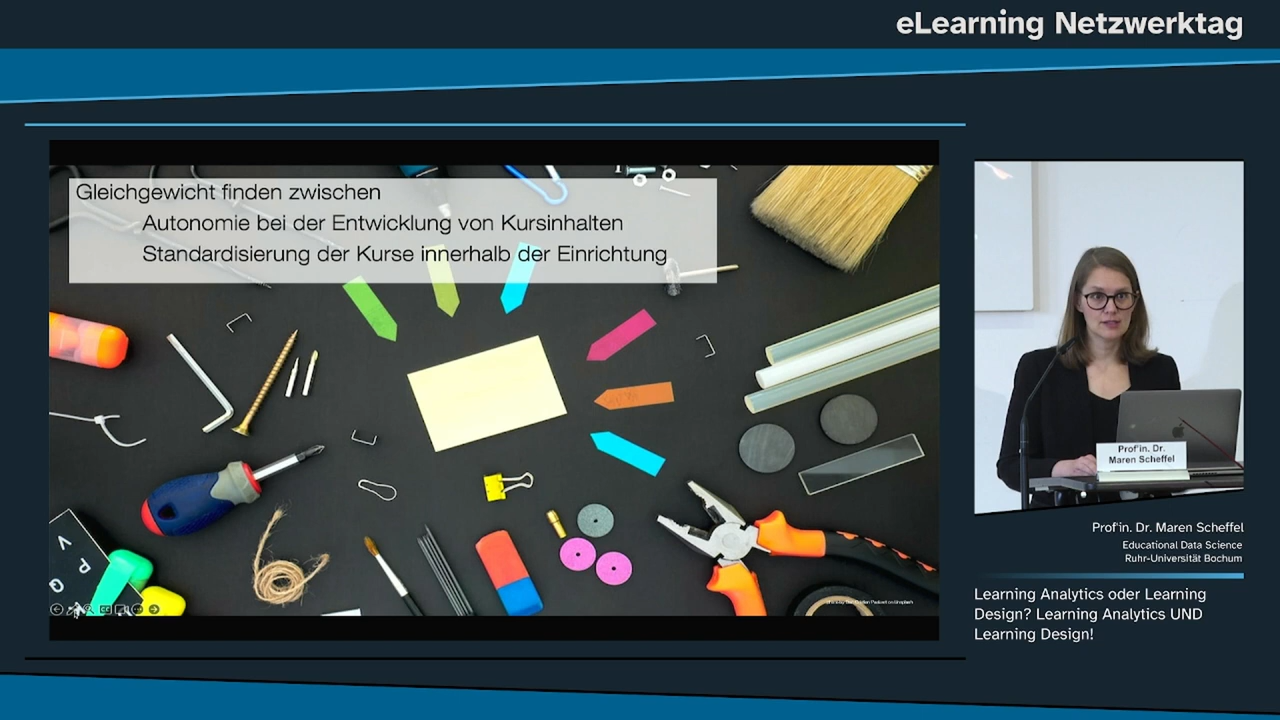 eLearning Netzwerktag
Gleichgewicht finden zwischen
Autonomie bei der Entwicklung von Kursinhalten
Standardisierung der Kurse innerhalb der Einrichtung
Prof'in. Dr.
Maren Scheffel
Prof'in. Dr. Maren Scheffel
Educational Data Science
Ruhr-Universität Bochum
Learning Analytics oder Learning
Design? Learning Analytics UND
Learning Design!